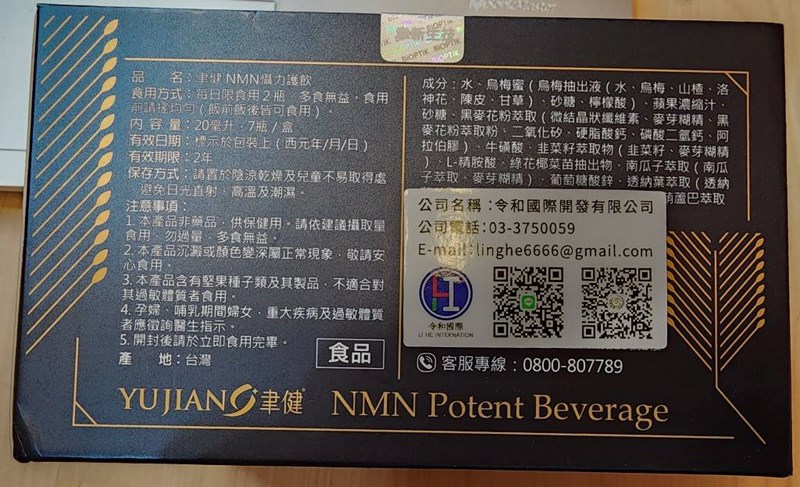 品 名：聿健NMN攝力護飲
食用方式：每日限食用2瓶，多食無益。食用
前請搖均勻（飯前飯後皆可食用）。
內 容 量：20毫升，7瓶/盒
有效日期：標示於包裝上（西元年/月/日）
有效期限：2年
保存方式：請置於陰涼乾燥及兒童不易取得處
避免日光直射、高溫及潮濕。
注意事項：
1.本產品非藥品，供保健用。請依建議攝取量
食用，勿過量，多食無益。
2.本產品沉澱或顏色變深屬正常現象，敬請安
心食用。
3.本產品含有堅果種子類及其製品，不適合對
其過敏體質者食用。
4.孕婦、哺乳期間婦女，重大疾病及過敏體質
者應徵詢醫生指示。
5.開封後請於立即食用完畢。
產 地：台灣
食品
BIOPTIK
成分：水、烏梅蜜（烏梅抽出液（水、烏梅、山楂、洛
神花、陳皮、甘草）、砂糖、檸檬酸）、蘋果濃縮汁、
砂糖、黑麥花粉萃取（微結晶狀纖維素、麥芽糊精、黑
麥花粉萃取粉、二氧化矽、硬脂酸鈣、磷酸二氫鈣、阿
拉伯膠）、牛磺酸、韭菜籽萃取物（韭菜籽、麥芽糊精
）、L-精胺酸、綠花椰菜苗抽出物、南瓜子萃取（南瓜
子萃取、麥芽糊精）、葡萄糖酸鋅、透納葉萃取（透納
葫蘆巴萃取
公司名稱：令和國際開發有限公司
公司電話：03-3750059
E-mail：linghe6666@gmail.com
令和國際
LI HE INTERNATION
客服專線：0800-807789
YUJIAN 聿健 NMN Potent Beverage